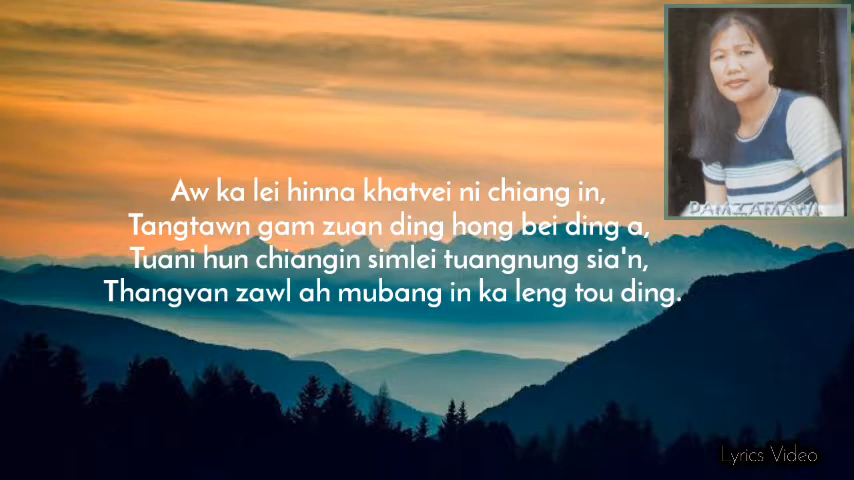 DAMZAMAWI
Aw ka lei hinna khatvei ni chiang in,
Tangtawn gam zuan ding hong bei ding a,
Tuani hun chiangin simlei tuangnung sia'n,
Thangvan zawl ah mubang in ka leng tou ding.
Lyrics Video